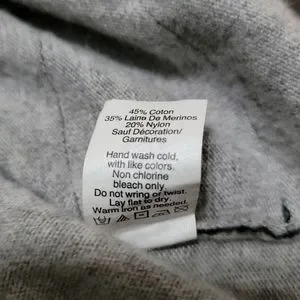 45% Coton
35% Laine De Merinos
20% Nylon
Sauf Décoration/
Garnitures
Hand wash cold,
with like colors.
Non chlorine
bleach only.
Do not wring or twist.
Lay flat to dry.
Warm iron as needed.